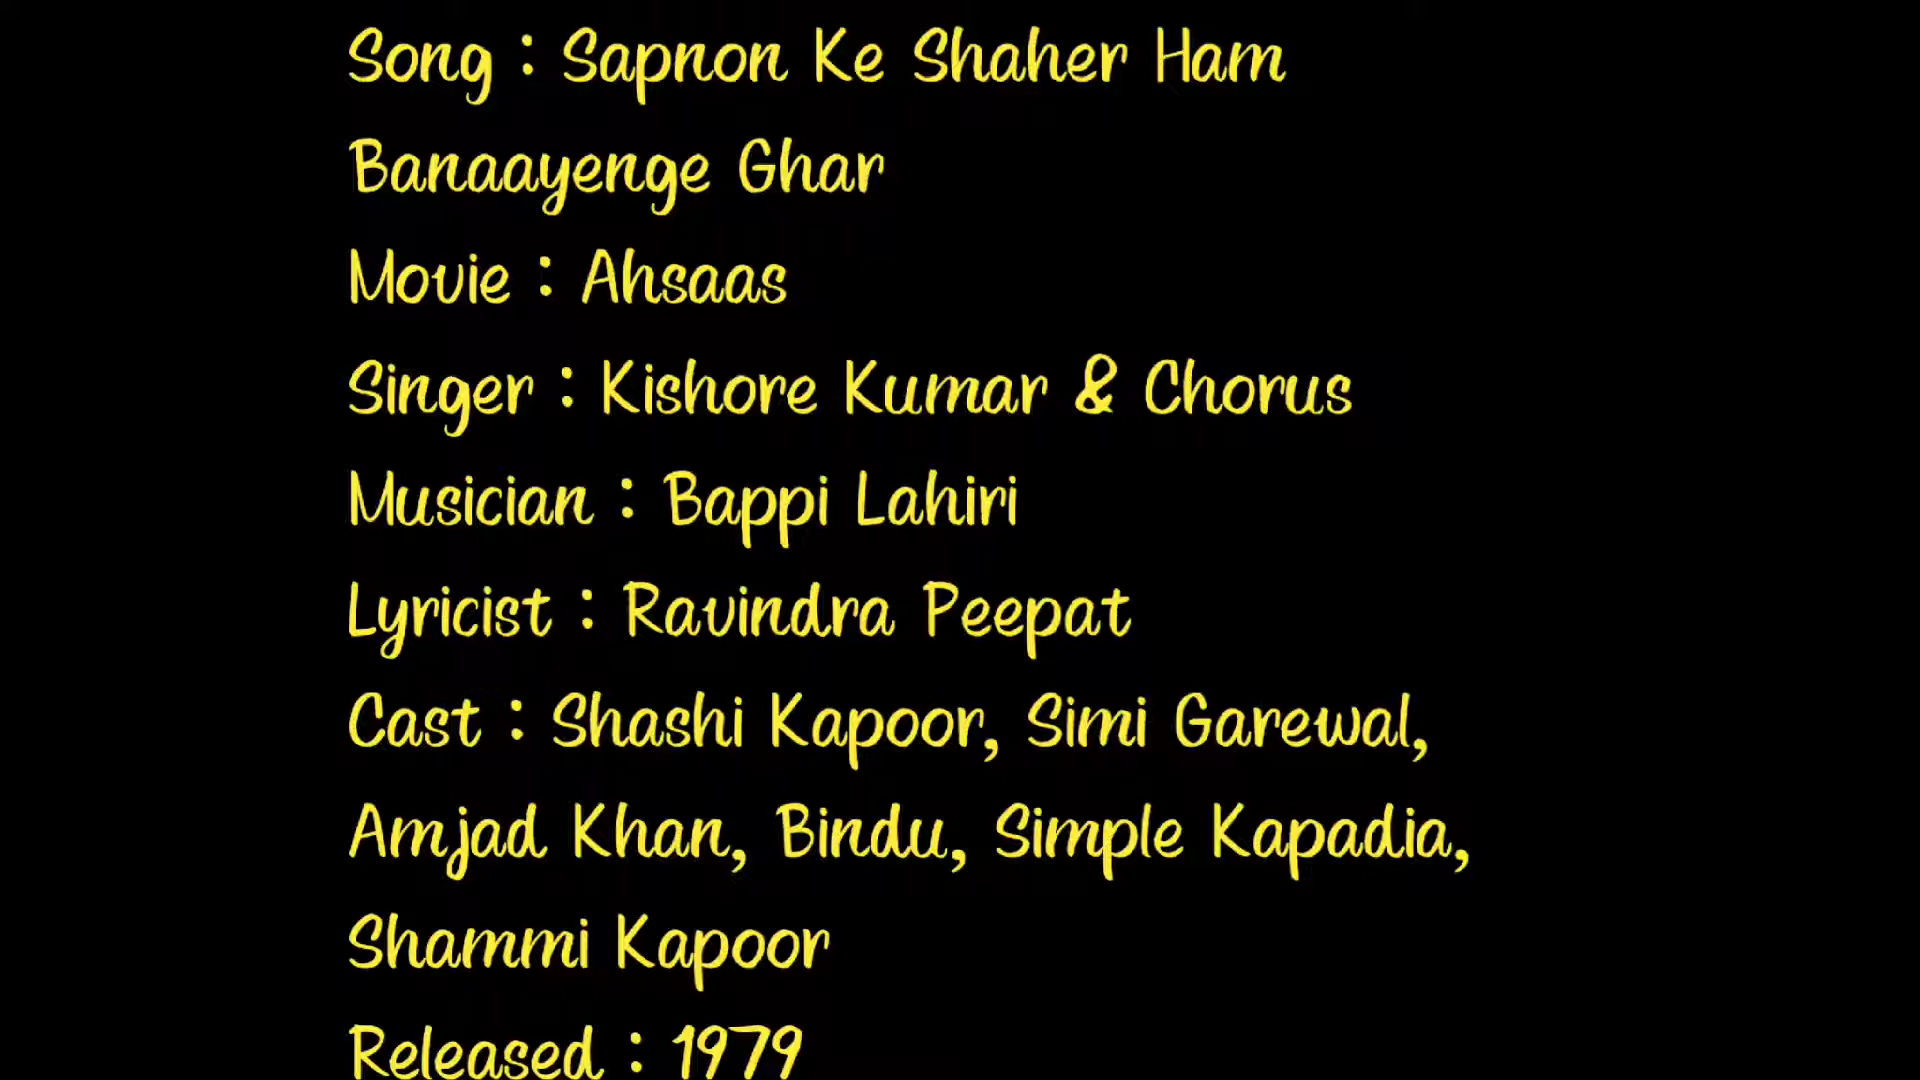 Song : Sapnon Ke Shaher Ham
Banaayenge Ghar
Movie : Ahsaas
Singer : Kishore Kumar & Chorus
Musician : Bappi Lahiri
Lyricist : Ravindra Peepat
Cast : Shashi Kapoor, Simi Garewal,
Amjad Khan, Bindu, Simple Kapadia,
Shammi Kapoor
Released : 1979